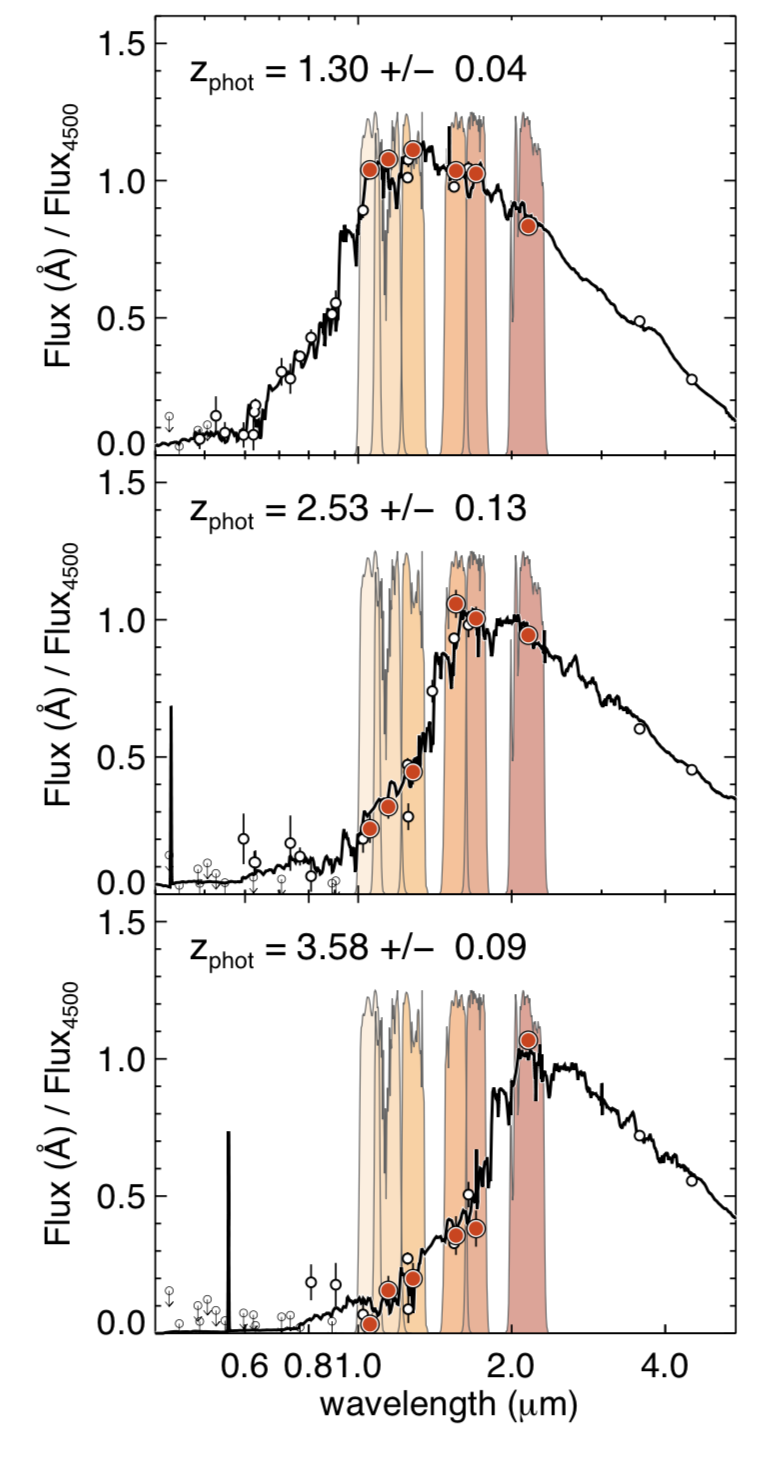 1.5
z_phot = 1.30 +/- 0.04
1.0
Flux (Å) / Flux_4500
0.5
0.0
1.5
z_phot = 2.53 +/- 0.13
1.0
Flux (Å) / Flux_4500
0.5
0.0
1.5
z_phot = 3.58 +/- 0.09
1.0
Flux (Å) / Flux_4500
0.5
0.0
0.6 0.81.0 2.0 4.0
wavelength (μm)